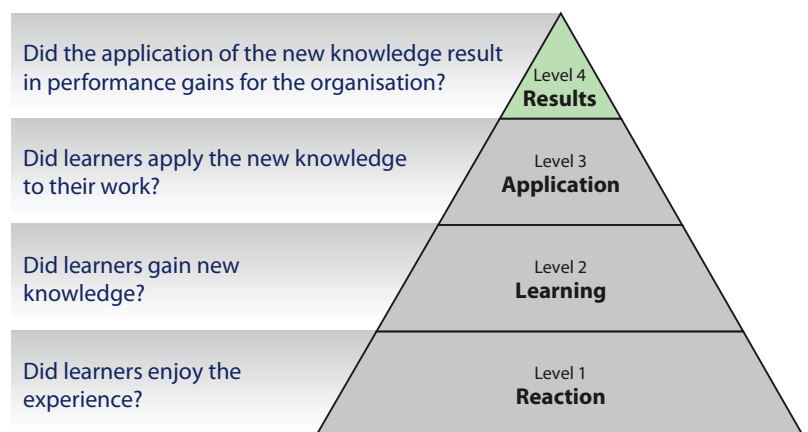 Did the application of the new knowledge result
in performance gains for the organisation?
Level 4
Results
Did learners apply the new knowledge
to their work?
Level 3
Application
Did learners gain new
knowledge?
Level 2
Learning
Did learners enjoy the
experience?
Level 1
Reaction